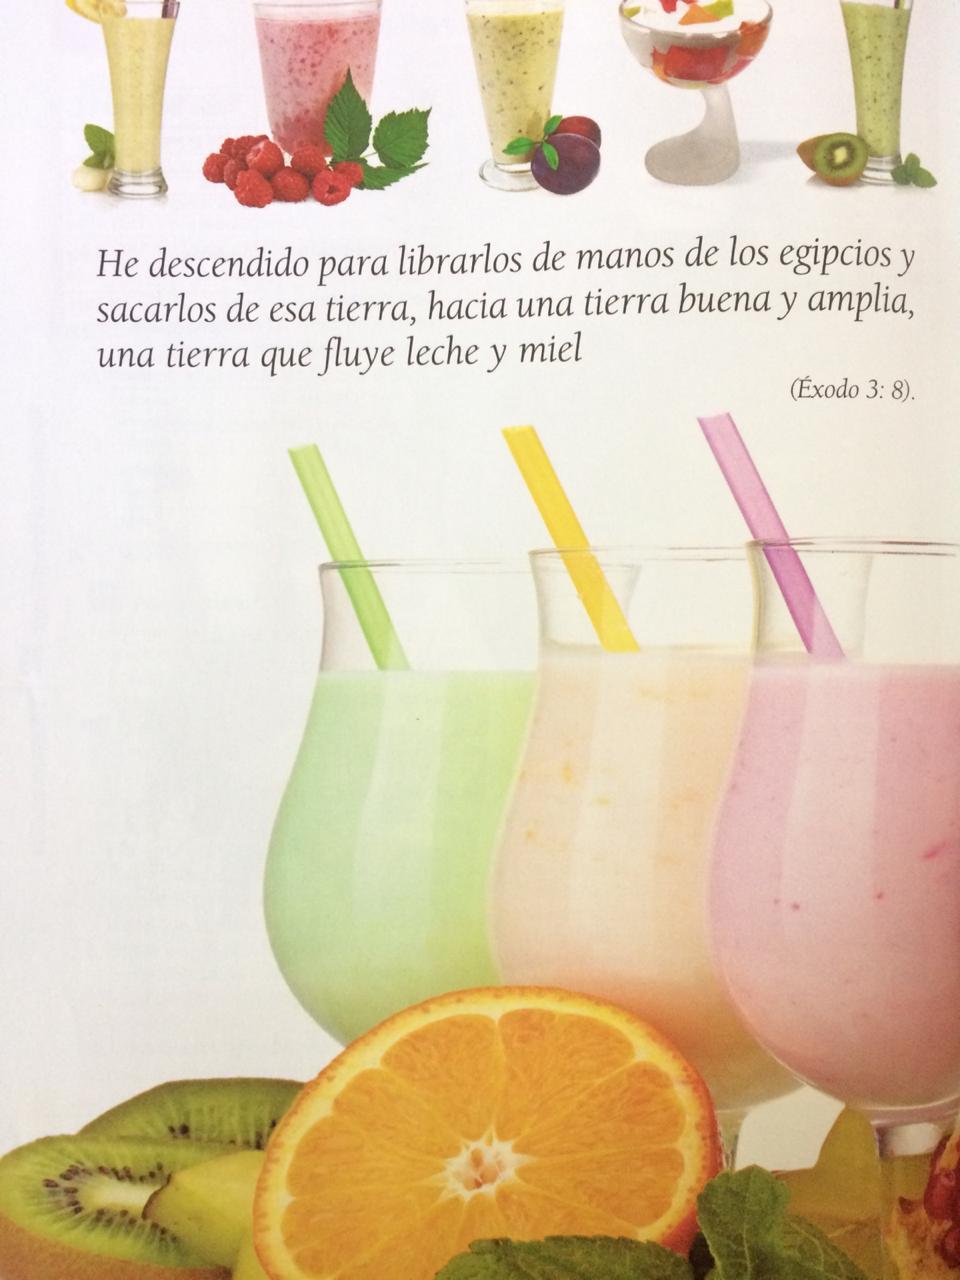 He descendido para librarlos de manos de los egipcios y
sacarlos de esa tierra, hacia una tierra buena y amplia,
una tierra que fluye leche y miel
(Éxodo 3: 8).